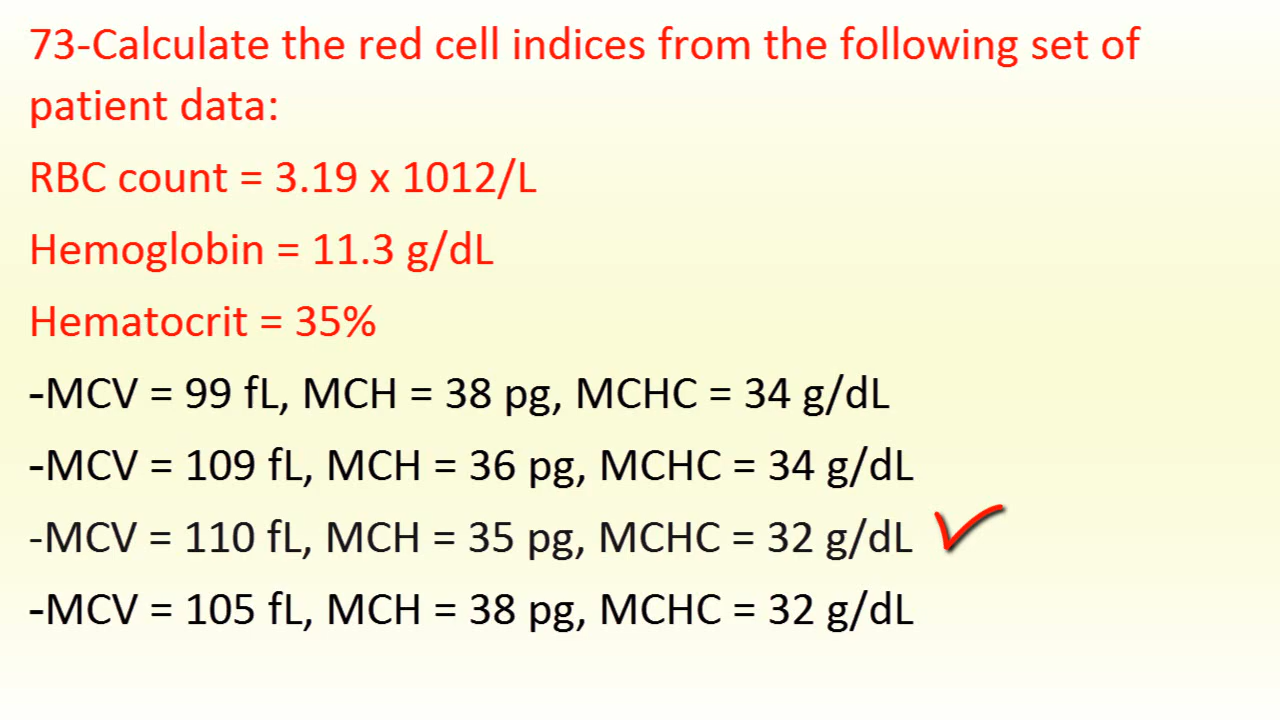 73-Calculate the red cell indices from the following set of
patient data:
RBC count = 3.19 x 1012/L
Hemoglobin = 11.3 g/dL
Hematocrit = 35%
-MCV = 99 fL, MCH = 38 pg, MCHC = 34 g/dL
-MCV = 109 fL, MCH = 36 pg, MCHC = 34 g/dL
-MCV = 110 fL, MCH = 35 pg, MCHC = 32 g/dL
-MCV = 105 fL, MCH = 38 pg, MCHC = 32 g/dL